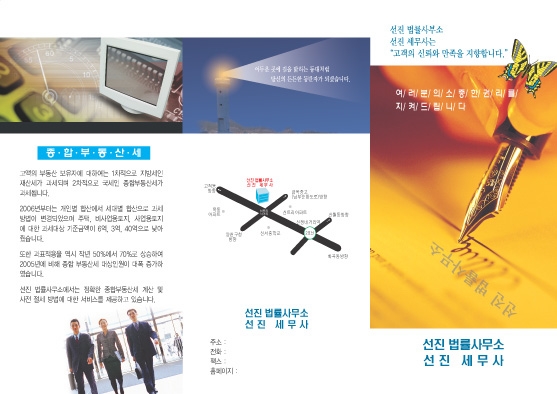 종·합·부·동·산·세
고액의 부동산 보유자에 대하여는 1차적으로 지방세인
재산세가 과세되며 2차적으로 국세인 종합부동산세가
과세됩니다.
2006년부터는 개인별 합산에서 세대별 합산으로 과세
방법이 변경되었으며 주택, 비사업용토지, 사업용토지
에 대한 과세대상 기준금액이 6억, 3억, 40억으로 낮아
졌습니다.
또한 과표적용률 역시 작년 50%에서 70%로 상승하여
2005년에 비해 종합 부동산세 대상인원이 대폭 증가하
였습니다.
선진 법률사무소에서는 정확한 종합부동산세 계산 및
사전 절세 방법에 대한 서비스를 제공하고 있습니다.
어두운 곳에 길을 밝히는 등대처럼
당신의 든든한 동반자가 되겠습니다.
선진 법률사무소
선 진 세 무 사
선진 법률사무소
선 진 세 무 사
주소 :
전화 :
팩스 :
홈페이지 :
선진 법률사무소
선진 세무사는
"고객의 신뢰와 만족을 지향합니다."
여/러/분/의/소/중/한/권/리/를/
지/켜/드/립/니/다
선진 법률사무소
선진 법률사무소
선 진 세 무 사